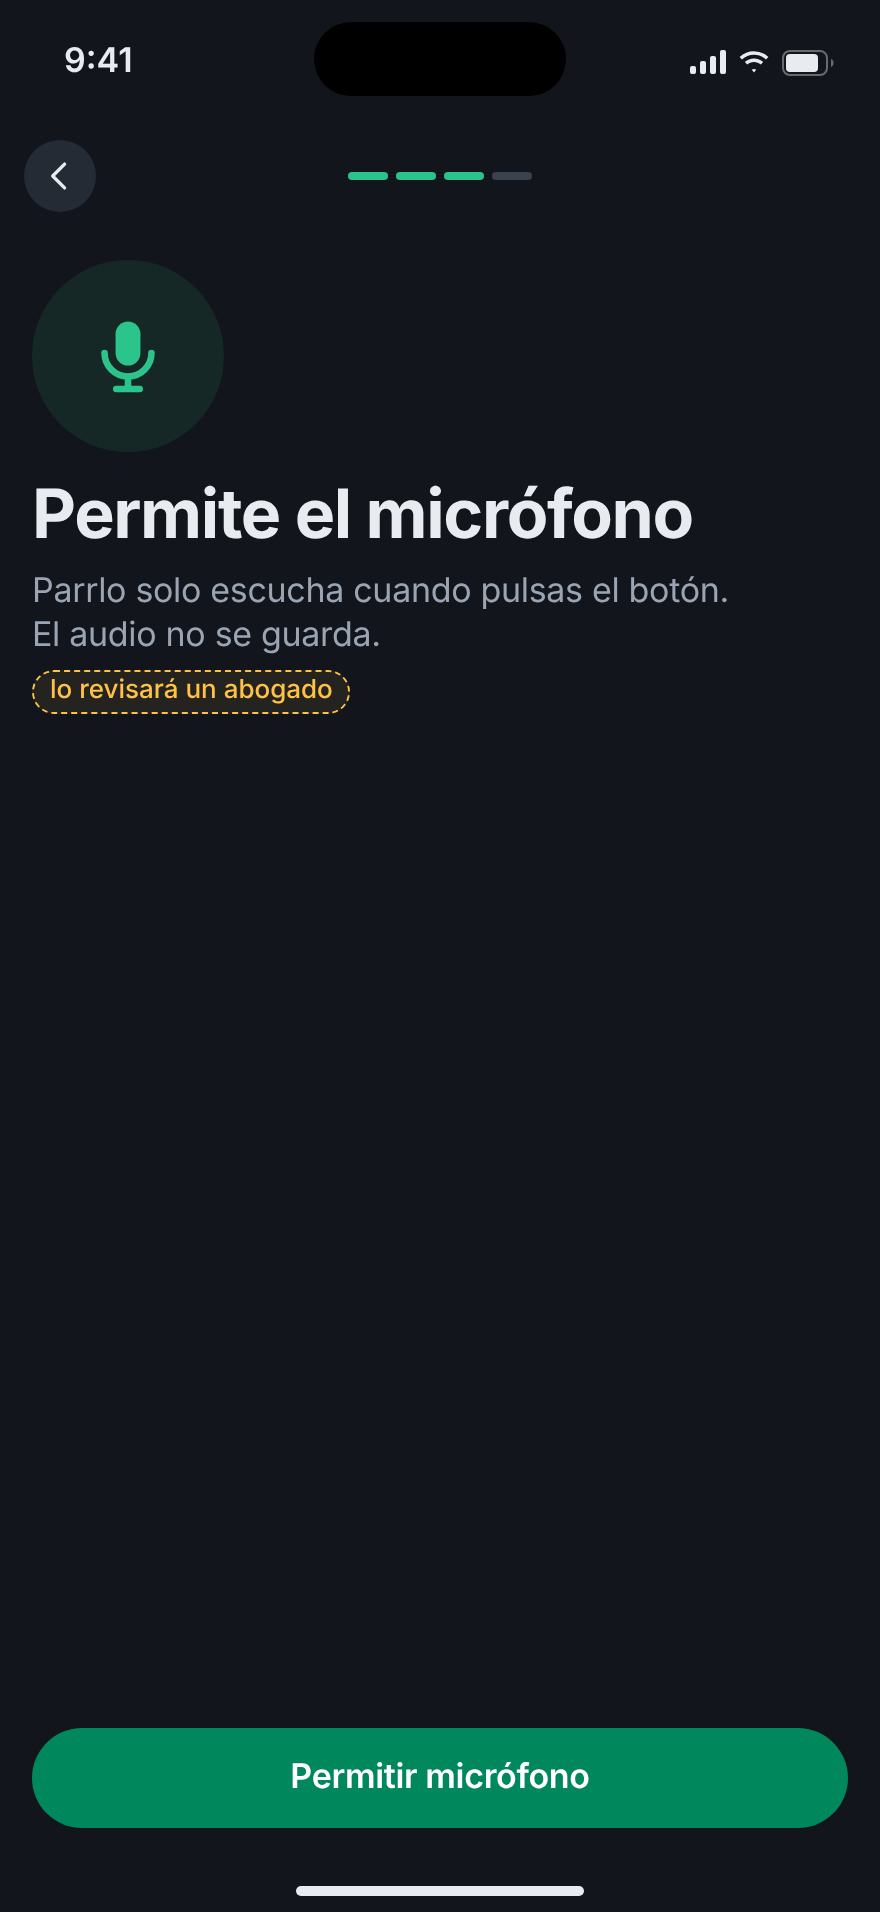 9:41
Permite el micrófono
Parrlo solo escucha cuando pulsas el botón.
El audio no se guarda.
lo revisará un abogado
Permitir micrófono